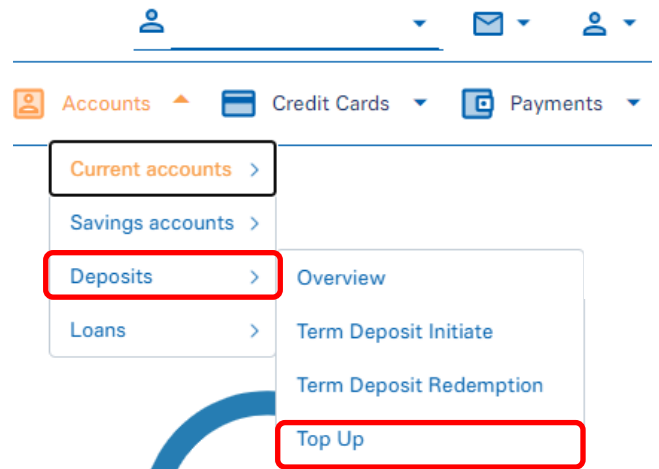 Accounts Credit Cards Payments
Current accounts
Savings accounts
Deposits
Loans
Overview
Term Deposit Initiate
Term Deposit Redemption
Top Up